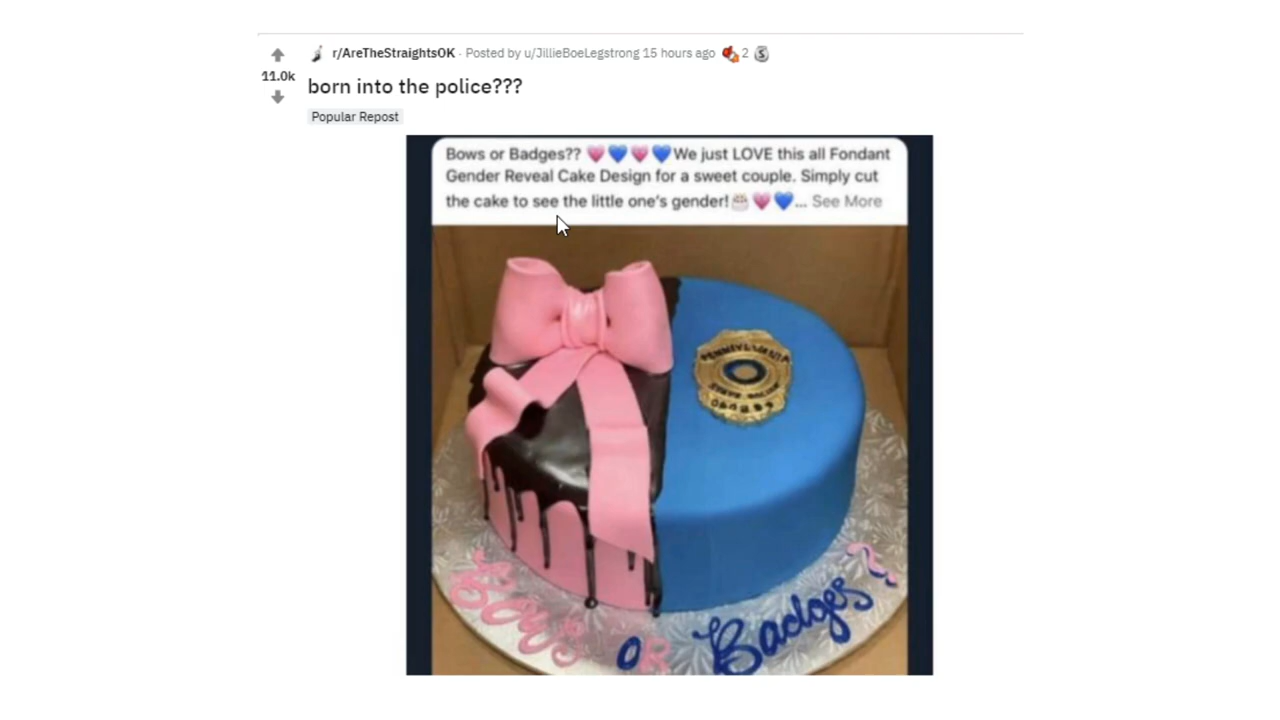 r/AreTheStraightsOK · Posted by u/JillieBoeLegstrong 15 hours ago 2
11.0k
born into the police???
Popular Repost
Bows or Badges?? 💗💙💗💙We just LOVE this all Fondant
Gender Reveal Cake Design for a sweet couple. Simply cut
the cake to see the little one's gender!🎂💗💙... See More
PENNSYLVANIA
STATE POLICE
Bows OR Badges?